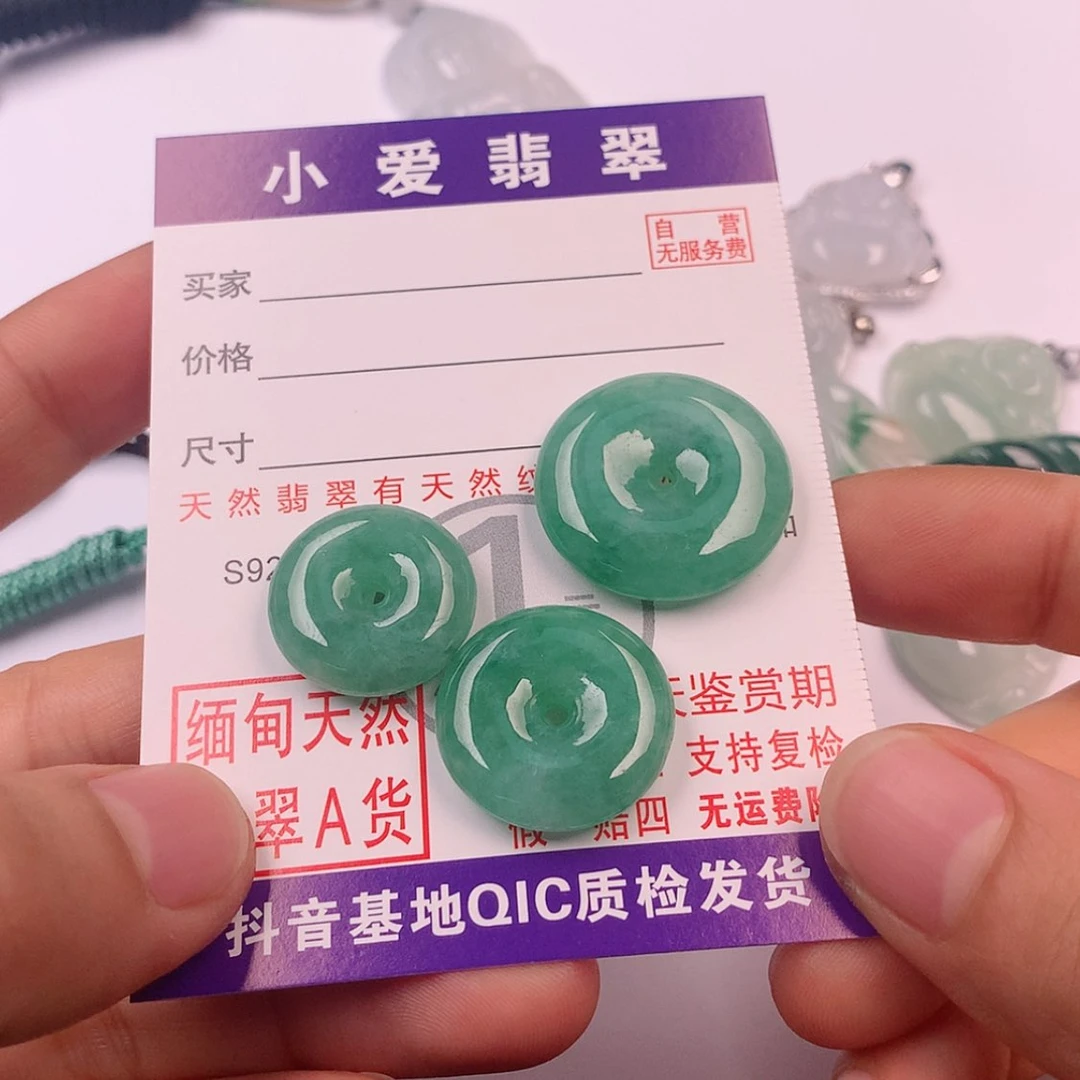 小爱翡翠
自 营
无服务费
买家
价格
尺寸
天然翡翠有天然纹
S92
缅甸天然
翠A货
天鉴赏期
支持复检
假 赔四
无运费险
抖音基地QIC质检发货